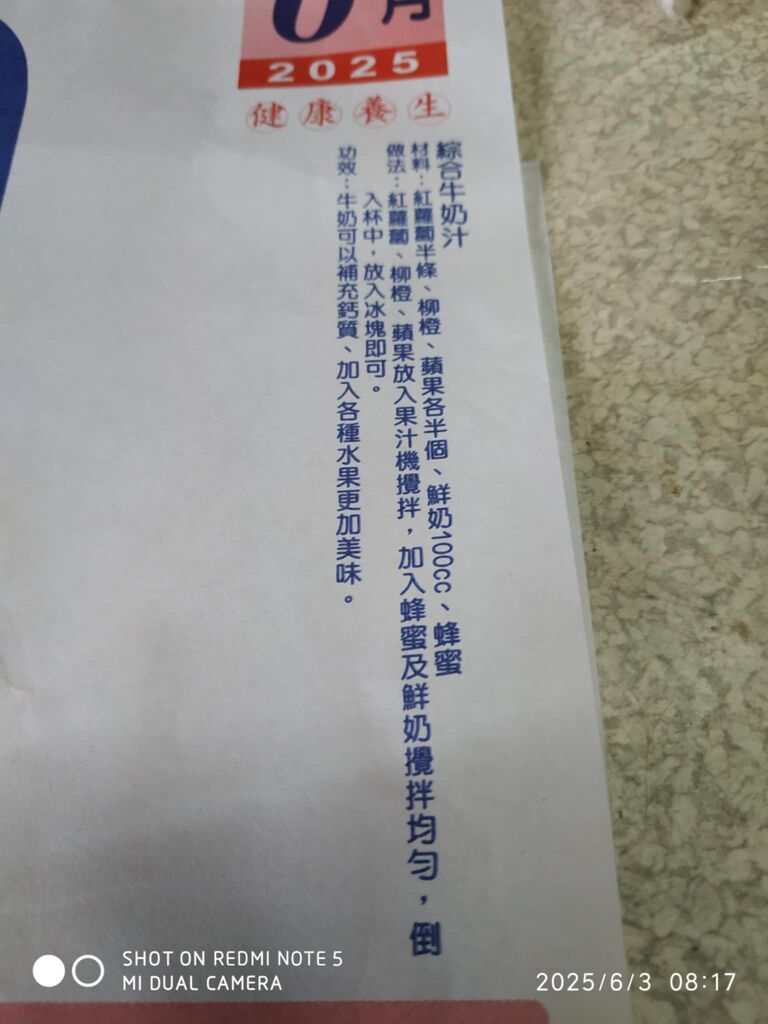 6月
2025
健康養生
綜合牛奶汁
材料：紅蘿蔔半條、柳橙、蘋果各半個、鮮奶100cc、蜂蜜
做法：紅蘿蔔、柳橙、蘋果放入果汁機攪拌，加入蜂蜜及鮮奶攪拌均勻，倒
入杯中，放入冰塊即可。
功效：牛奶可以補充鈣質、加入各種水果更加美味。
SHOT ON REDMI NOTE 5
MI DUAL CAMERA
2025/6/3 08:17